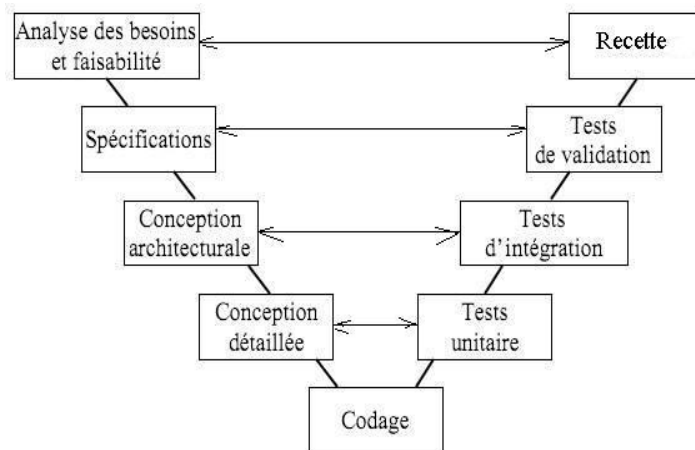 Analyse des besoins
et faisabilité
Recette
Spécifications
Tests
de validation
Conception
architecturale
Tests
d'intégration
Conception
détaillée
Tests
unitaire
Codage